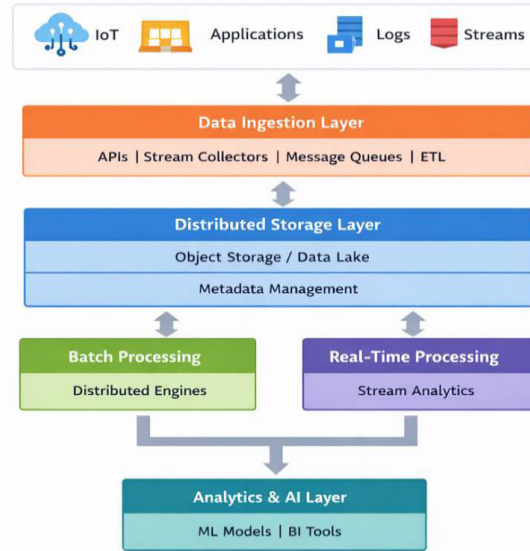 IoT Applications Logs Streams
Data Ingestion Layer
APIs | Stream Collectors | Message Queues | ETL
Distributed Storage Layer
Object Storage / Data Lake
Metadata Management
Batch Processing
Distributed Engines
Real-Time Processing
Stream Analytics
Analytics & AI Layer
ML Models | BI Tools